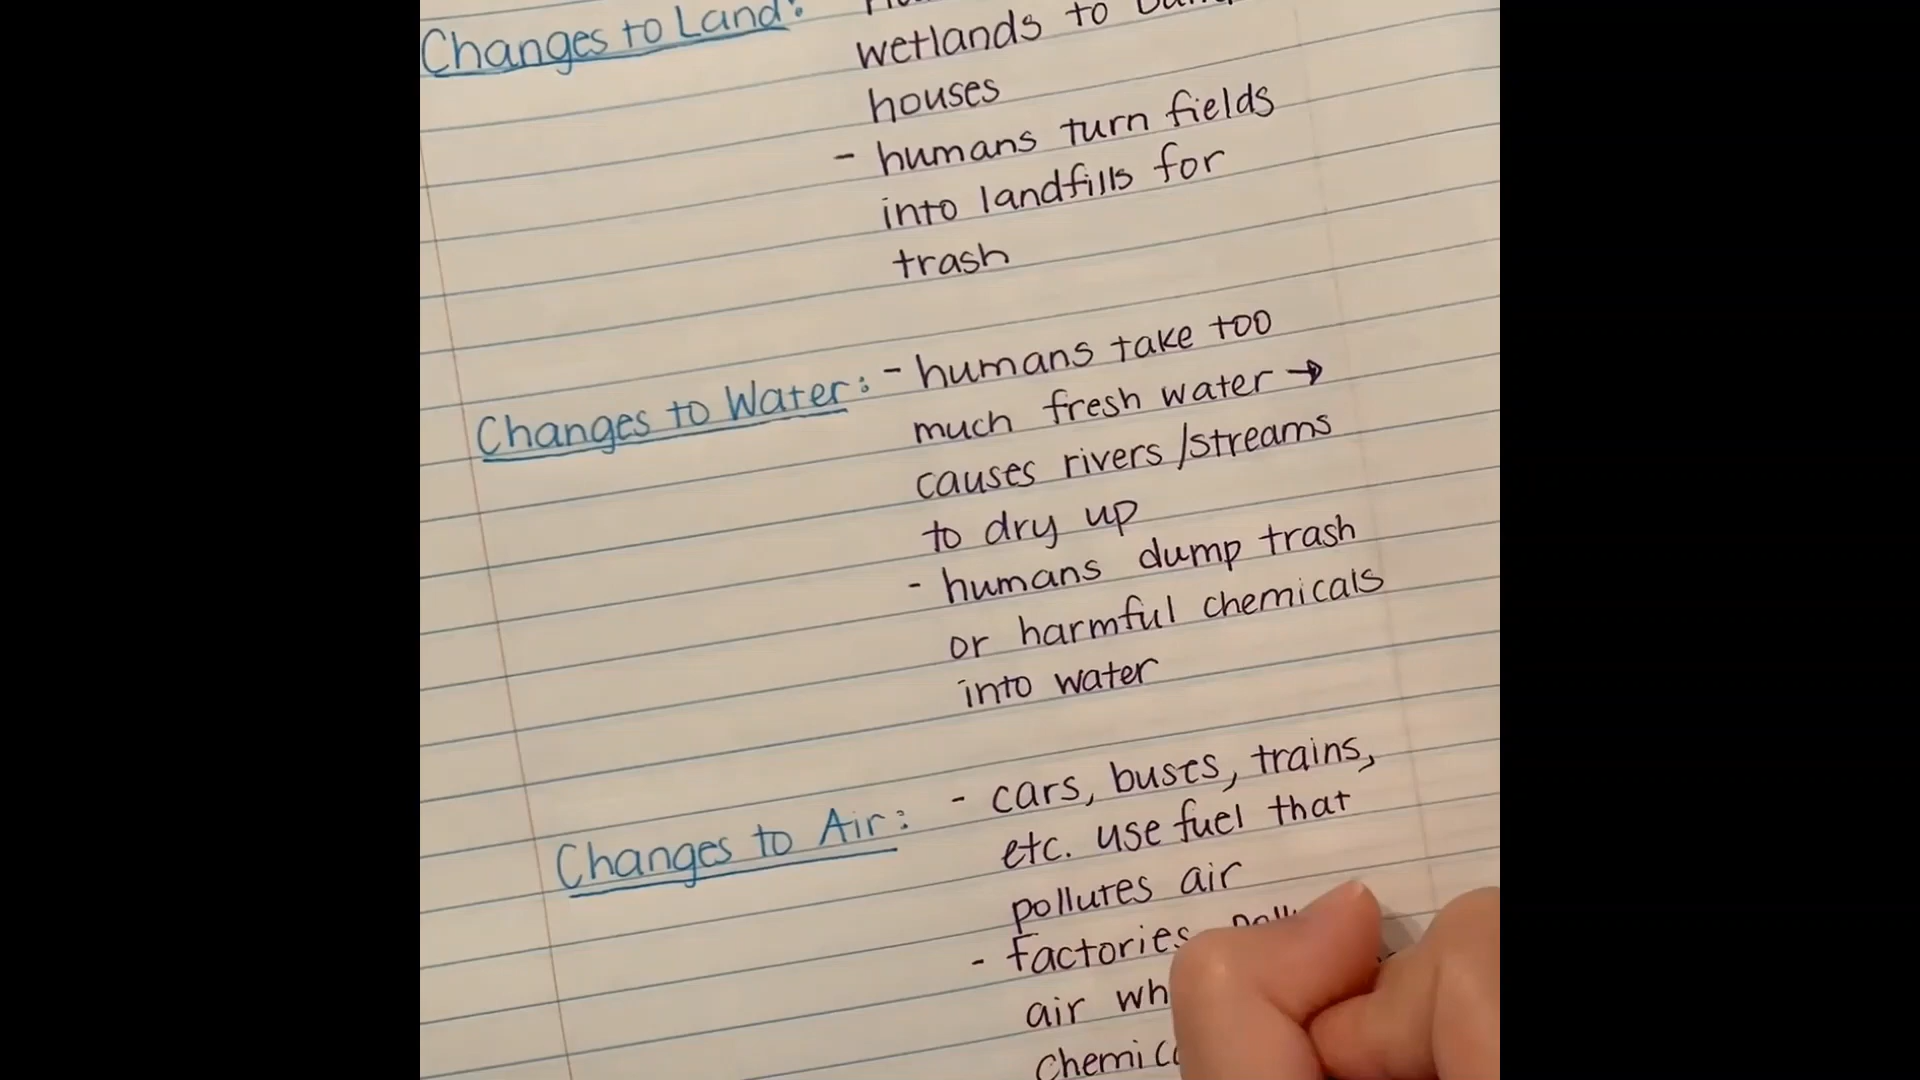 Changes to Land:
wetlands to
houses
- humans turn fields
into landfills for
trash
Changes to Water: - humans take too
much fresh water →
causes rivers/streams
to dry up
- humans dump trash
or harmful chemicals
into water
Changes to Air: - cars, buses, trains,
etc. use fuel that
pollutes air
- factories
air